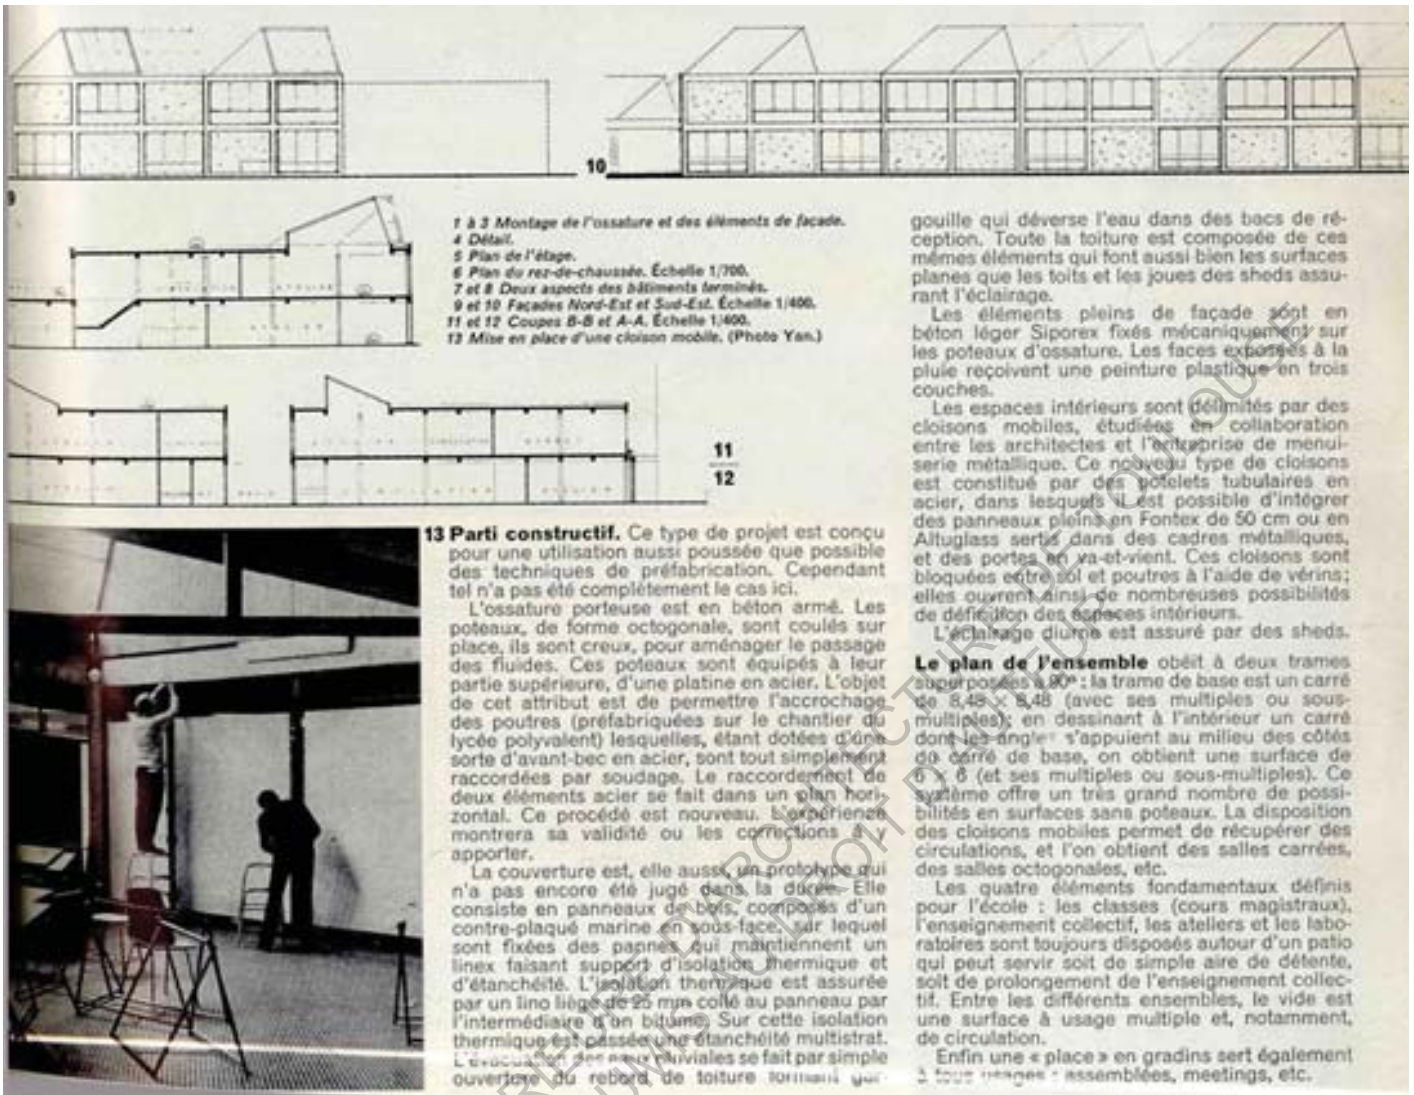 10
9
1 à 3 Montage de l'ossature et des éléments de façade.
4 Détail.
5 Plan de l'étage.
6 Plan du rez-de-chaussée. Échelle 1/700.
7 et 8 Deux aspects des bâtiments terminés.
9 et 10 Façades Nord-Est et Sud-Est. Échelle 1/400.
11 et 12 Coupes B-B et A-A. Échelle 1/400.
13 Mise en place d'une cloison mobile. (Photo Yan.)
11
12
13 Parti constructif. Ce type de projet est conçu
pour une utilisation aussi poussée que possible
des techniques de préfabrication. Cependant
tel n'a pas été complètement le cas ici.
L'ossature porteuse est en béton armé. Les
poteaux, de forme octogonale, sont coulés sur
place, ils sont creux, pour aménager le passage
des fluides. Ces poteaux sont équipés à leur
partie supérieure, d'une platine en acier. L'objet
de cet attribut est de permettre l'accrochage
des poutres (préfabriquées sur le chantier du
lycée polyvalent) lesquelles, étant dotées d'une
sorte d'avant-bec en acier, sont tout simplement
raccordées par soudage. Le raccordement de
deux éléments acier se fait dans un plan hori-
zontal. Ce procédé est nouveau. L'expérience
montrera sa validité ou les corrections à y
apporter.
La couverture est, elle aussi, un prototype qui
n'a pas encore été jugé dans la durée. Elle
consiste en panneaux de bois, composés d'un
contre-plaqué marine en sous-face, sur lequel
sont fixées des pannes qui maintiennent un
linex faisant support d'isolation thermique et
d'étanchéité. L'isolation thermique est assurée
par un lino liège de 25 mm collé au panneau par
l'intermédiaire d'un bitume. Sur cette isolation
thermique est passée une étanchéité multistrat.
L'évacuation des eaux pluviales se fait par simple
ouverture du rebord de toiture formant gar-
gouille qui déverse l'eau dans des bacs de ré-
ception. Toute la toiture est composée de ces
mêmes éléments qui font aussi bien les surfaces
planes que les toits et les joues des sheds assu-
rant l'éclairage.
Les éléments pleins de façade sont en
béton léger Siporex fixés mécaniquement sur
les poteaux d'ossature. Les faces exposées à la
pluie reçoivent une peinture plastique en trois
couches.
Les espaces intérieurs sont délimités par des
cloisons mobiles, étudiées en collaboration
entre les architectes et l'entreprise de menui-
serie métallique. Ce nouveau type de cloisons
est constitué par des potelets tubulaires en
acier, dans lesquels il est possible d'intégrer
des panneaux pleins en Fontex de 50 cm ou en
Altuglass sertis dans des cadres métalliques,
et des portes en va-et-vient. Ces cloisons sont
bloquées entre sol et poutres à l'aide de vérins;
elles ouvrent ainsi de nombreuses possibilités
de définition des espaces intérieurs.
L'éclairage diurne est assuré par des sheds.
Le plan de l'ensemble obéit à deux trames
superposées à 90° : la trame de base est un carré
de 8,48 × 8,48 (avec ses multiples ou sous-
multiples); en dessinant à l'intérieur un carré
dont les angles s'appuient au milieu des côtés
du carré de base, on obtient une surface de
6 × 6 (et ses multiples ou sous-multiples). Ce
système offre un très grand nombre de possi-
bilités en surfaces sans poteaux. La disposition
des cloisons mobiles permet de récupérer des
circulations, et l'on obtient des salles carrées,
des salles octogonales, etc.
Les quatre éléments fondamentaux définis
pour l'école : les classes (cours magistraux),
l'enseignement collectif, les ateliers et les labo-
ratoires sont toujours disposés autour d'un patio
qui peut servir soit de simple aire de détente,
soit de prolongement de l'enseignement collec-
tif. Entre les différents ensembles, le vide est
une surface à usage multiple et, notamment,
de circulation.
Enfin une « place » en gradins sert également
à tous usages : assemblées, meetings, etc.
D'ARCHITECTURE DE TOULOUSE
DROIT D'AUTEUR